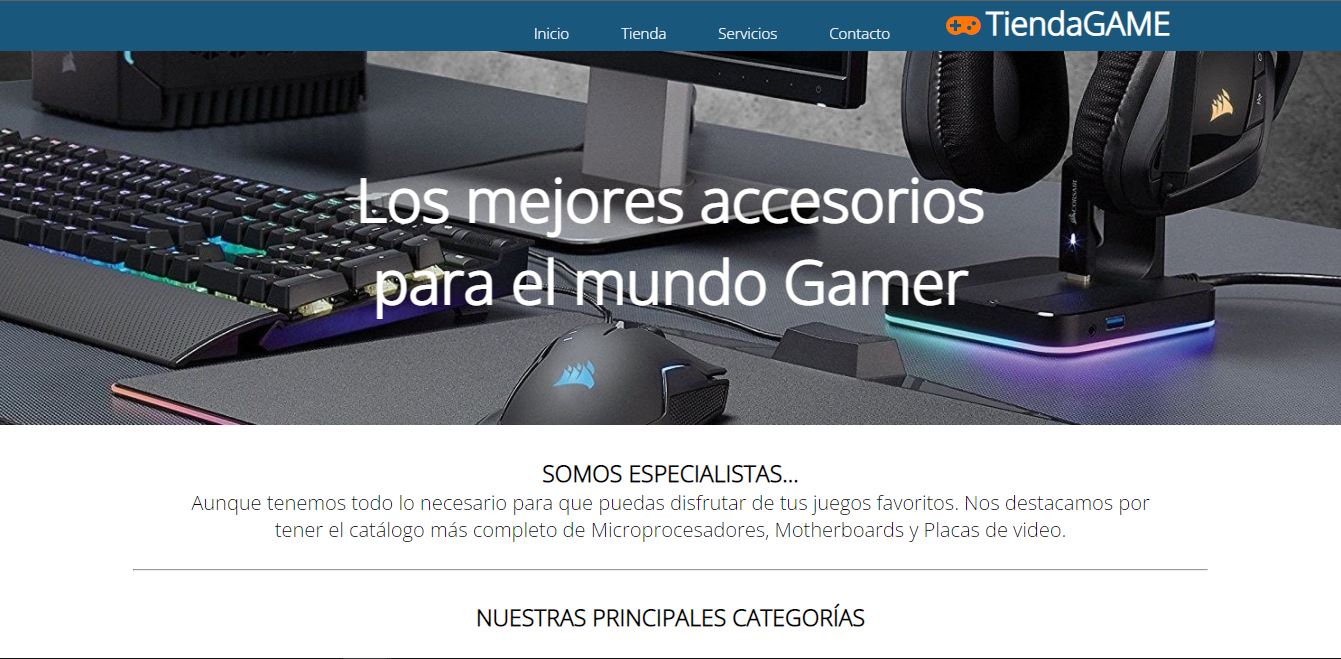 Inicio Tienda Servicios Contacto TiendaGAME
Los mejores accesorios
para el mundo Gamer
CORSAIR
SOMOS ESPECIALISTAS...
Aunque tenemos todo lo necesario para que puedas disfrutar de tus juegos favoritos. Nos destacamos por
tener el catálogo más completo de Microprocesadores, Motherboards y Placas de video.
NUESTRAS PRINCIPALES CATEGORÍAS